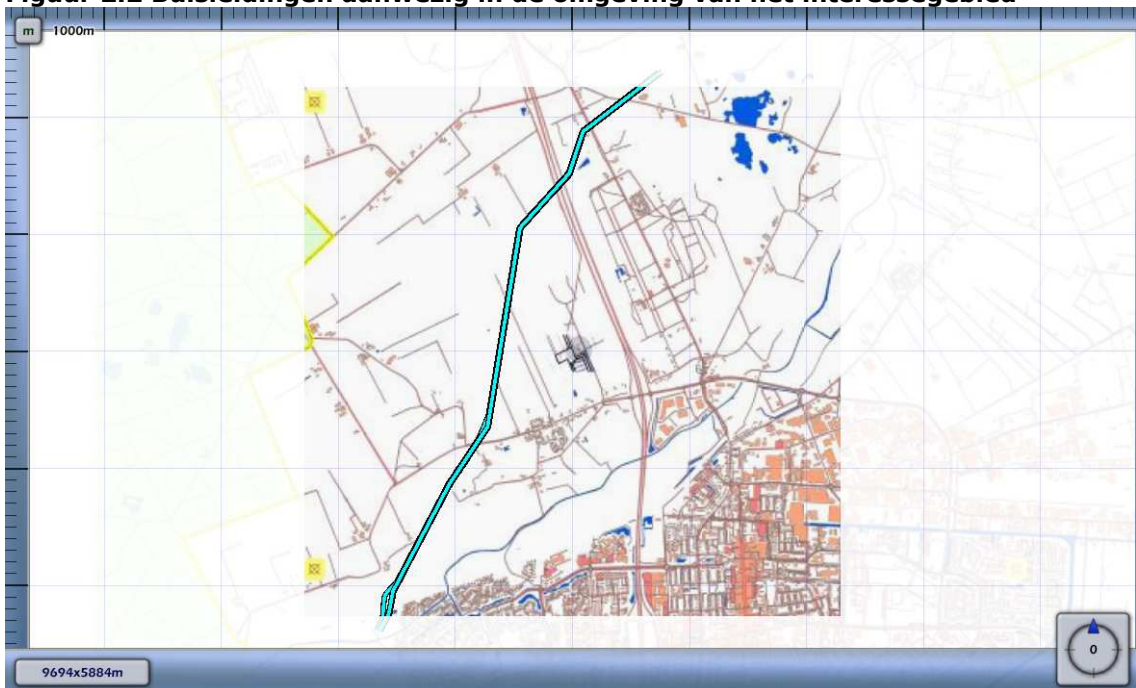 Figuur 2.2 Buisleidingen aanwezig in de omgeving van het interessegebied
m
1000m
9694x5884m
0